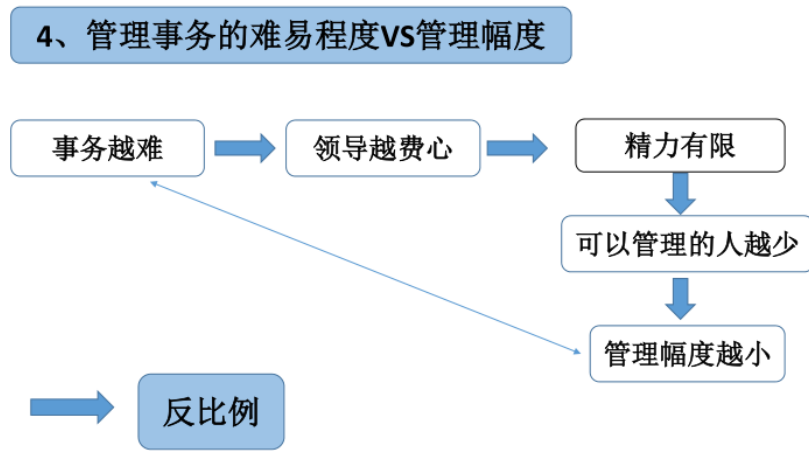 4、管理事务的难易程度VS管理幅度
事务越难
领导越费心
精力有限
可以管理的人越少
管理幅度越小
反比例